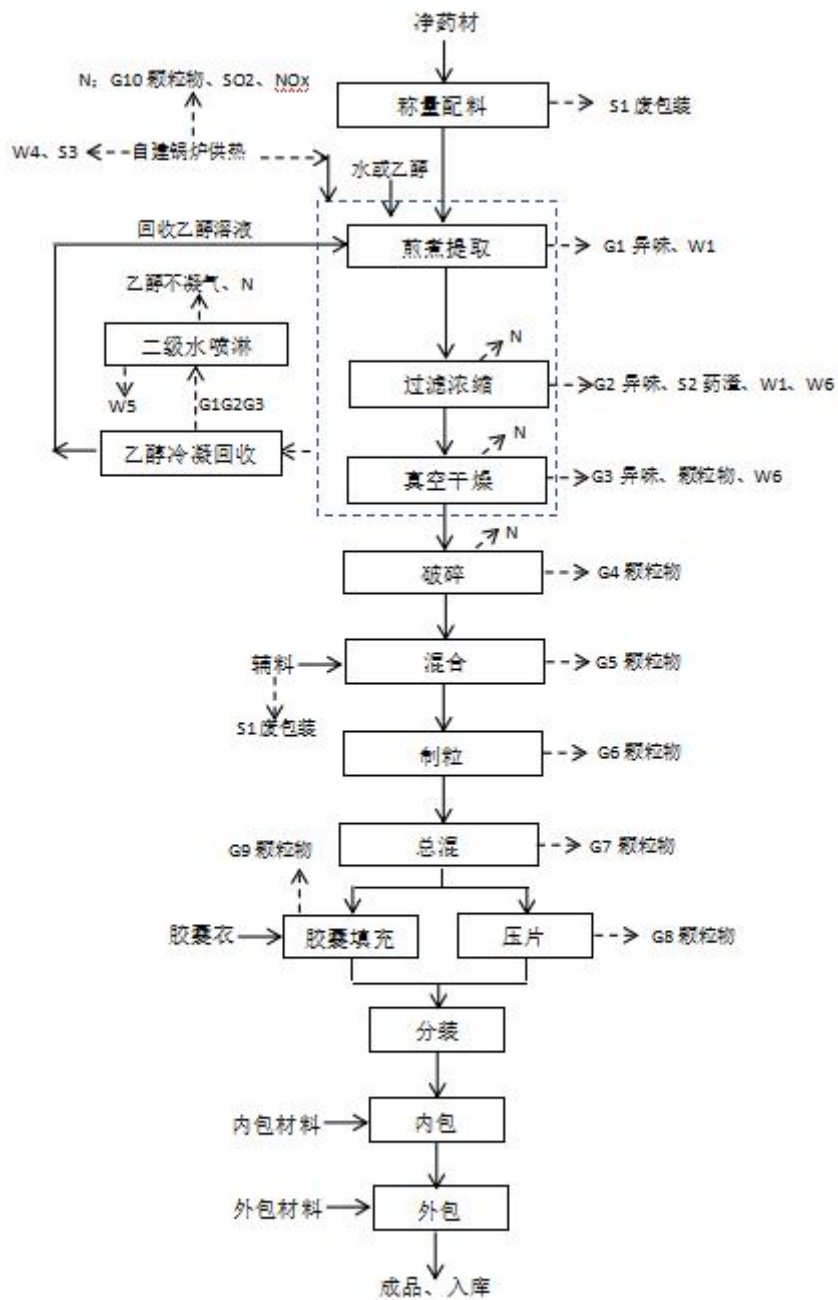 净药材
N；G10 颗粒物、SO2、NOx
称量配料
S1 废包装
W4、S3
自建锅炉供热
水或乙醇
回收乙醇溶液
煎煮提取
G1 异味、W1
乙醇不凝气、N
二级水喷淋
N
过滤浓缩
G2 异味、S2 药渣、W1、W6
W5
G1G2G3
乙醇冷凝回收
N
真空干燥
G3 异味、颗粒物、W6
N
破碎
G4 颗粒物
辅料
混合
G5 颗粒物
S1 废包装
制粒
G6 颗粒物
总混
G7 颗粒物
G9 颗粒物
胶囊衣
胶囊填充
压片
G8 颗粒物
分装
内包材料
内包
外包材料
外包
成品、入库